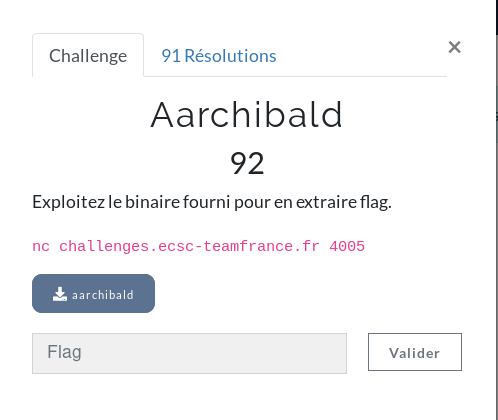 Challenge
91 Résolutions
×
Aarchibald
92
Exploitez le binaire fourni pour en extraire flag.
nc challenges.ecsc-teamfrance.fr 4005
aarchibald
Flag
Valider